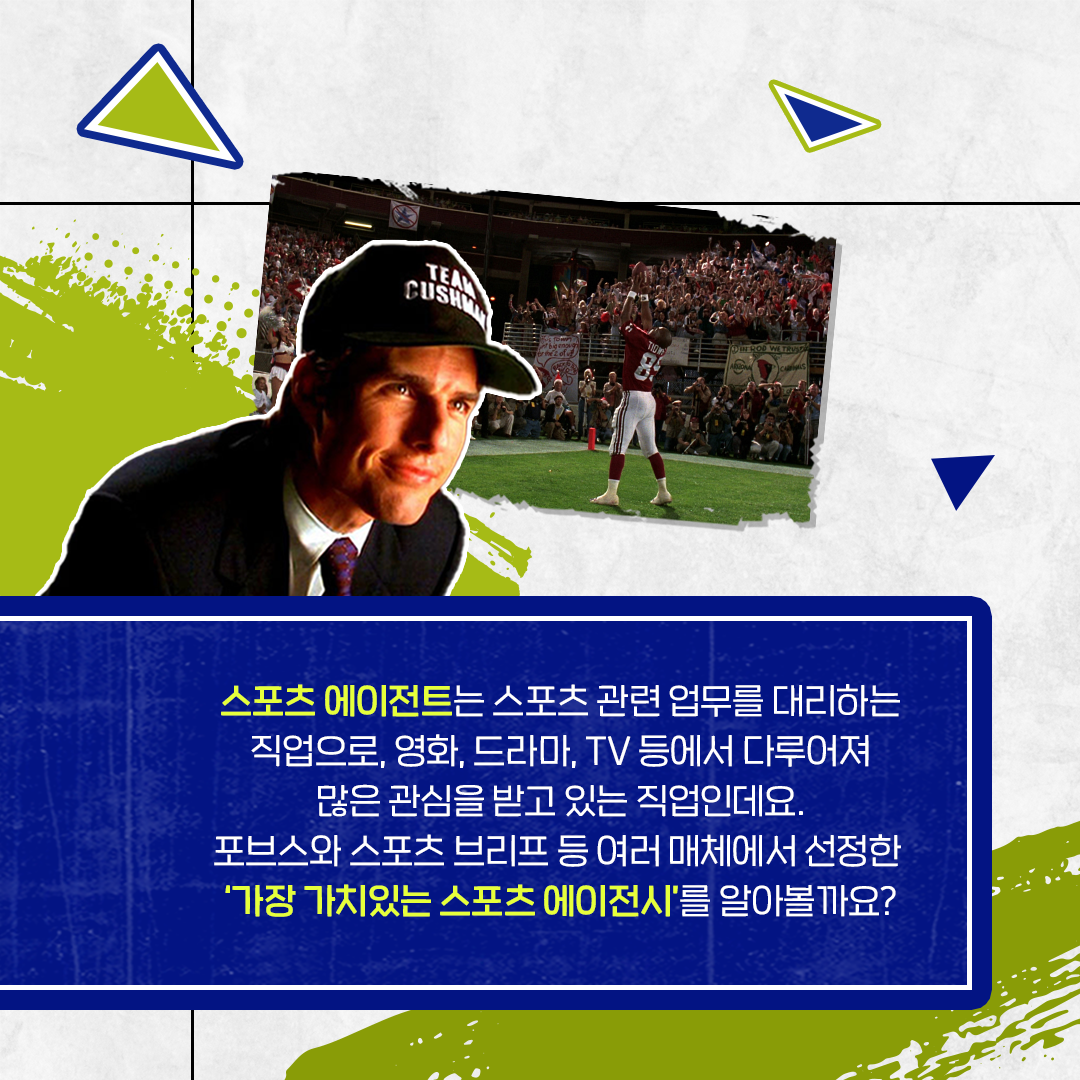 TEAM
CUSHMAN
TIDWELL
85
스포츠 에이전트는 스포츠 관련 업무를 대리하는
직업으로, 영화, 드라마, TV 등에서 다루어져
많은 관심을 받고 있는 직업인데요.
포브스와 스포츠 브리프 등 여러 매체에서 선정한
‘가장 가치있는 스포츠 에이전시’를 알아볼까요?